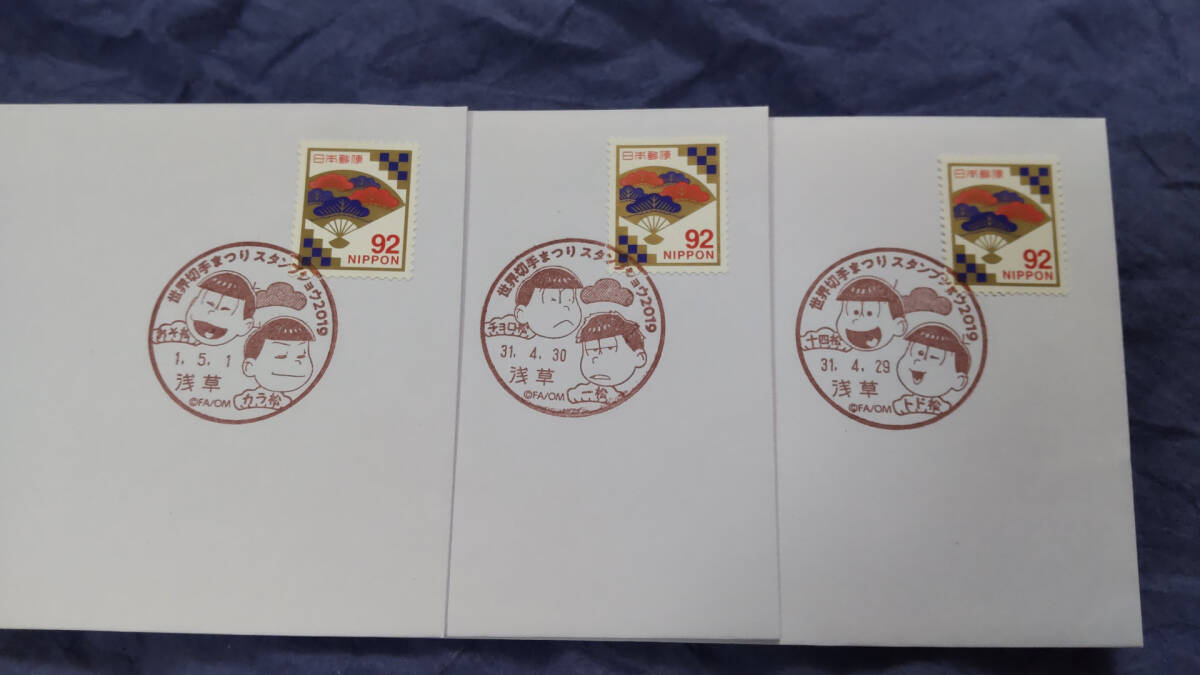 日本郵便
92
NIPPON
世界切手まつりスタンプショウ2019
おそ松
1.5.1
浅草
カラ松
©FA/OM
日本郵便
92
NIPPON
世界切手まつりスタンプショウ2019
チョロ松
31.4.30
浅草
一松
©FA/OM
日本郵便
92
NIPPON
世界切手まつりスタンプショウ2019
十四松
31.4.29
浅草
トド松
©FA/OM